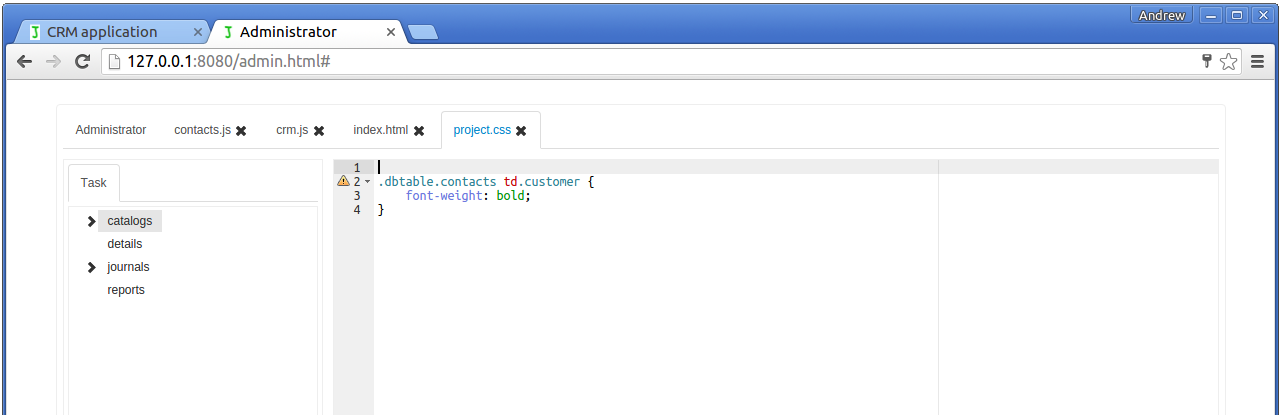 Andrew
CRM application
Administrator
127.0.0.1:8080/admin.html#
Administrator contacts.js crm.js index.html project.css
Task
catalogs
details
journals
reports
1
2 .dbtable.contacts td.customer {
3     font-weight: bold;
4 }